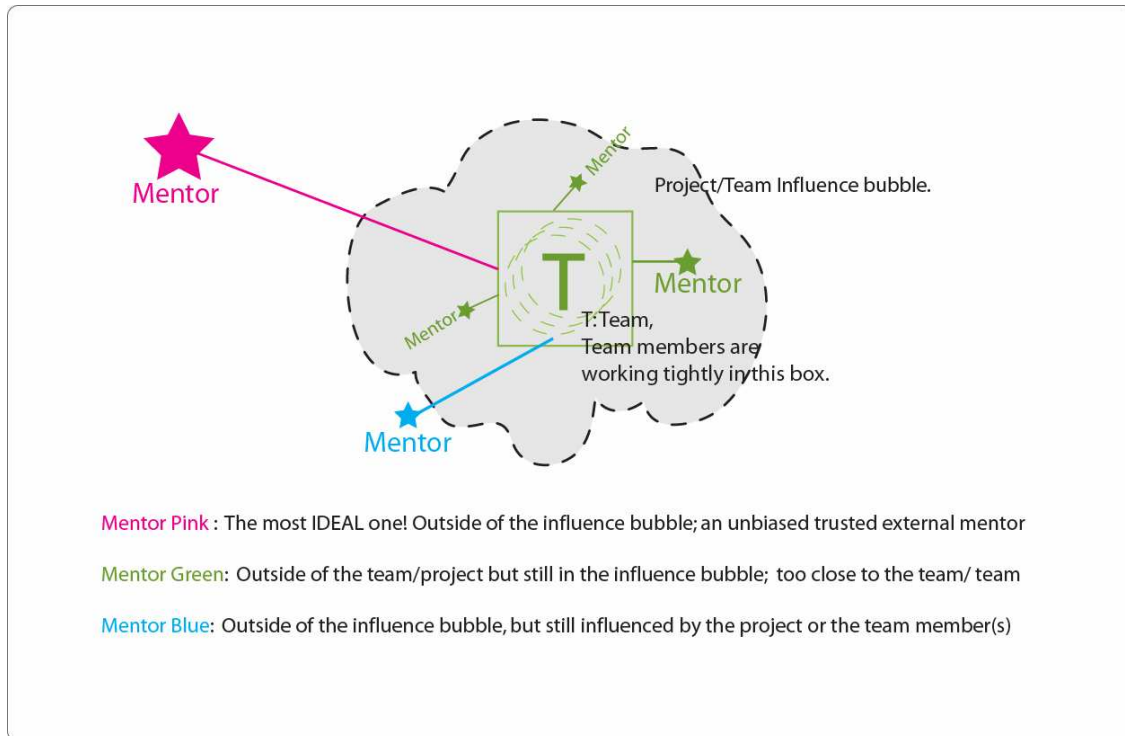 Mentor
Mentor
Project/Team Influence bubble.
T
Mentor
Mentor
T:Team,
Team members are
working tightly in this box.
Mentor
Mentor Pink : The most IDEAL one! Outside of the influence bubble; an unbiased trusted external mentor
Mentor Green: Outside of the team/project but still in the influence bubble; too close to the team/ team
Mentor Blue: Outside of the influence bubble, but still influenced by the project or the team member(s)